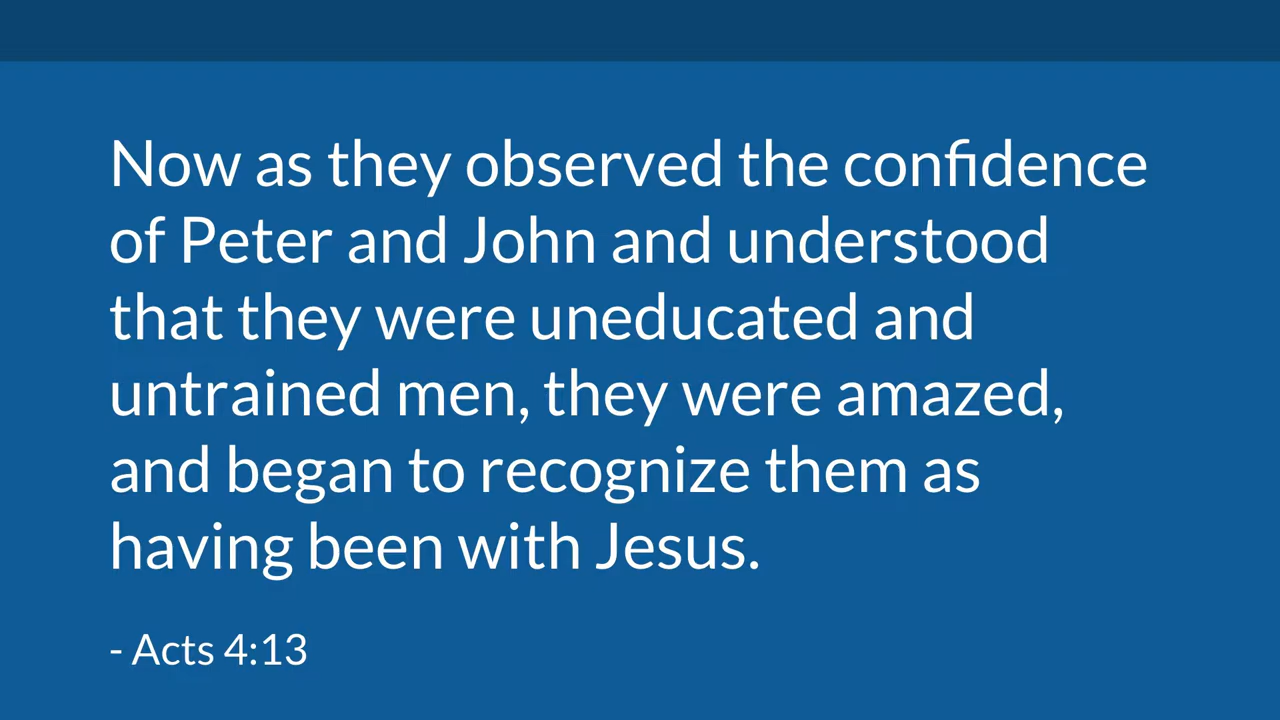 Now as they observed the confidence
of Peter and John and understood
that they were uneducated and
untrained men, they were amazed,
and began to recognize them as
having been with Jesus.
- Acts 4:13